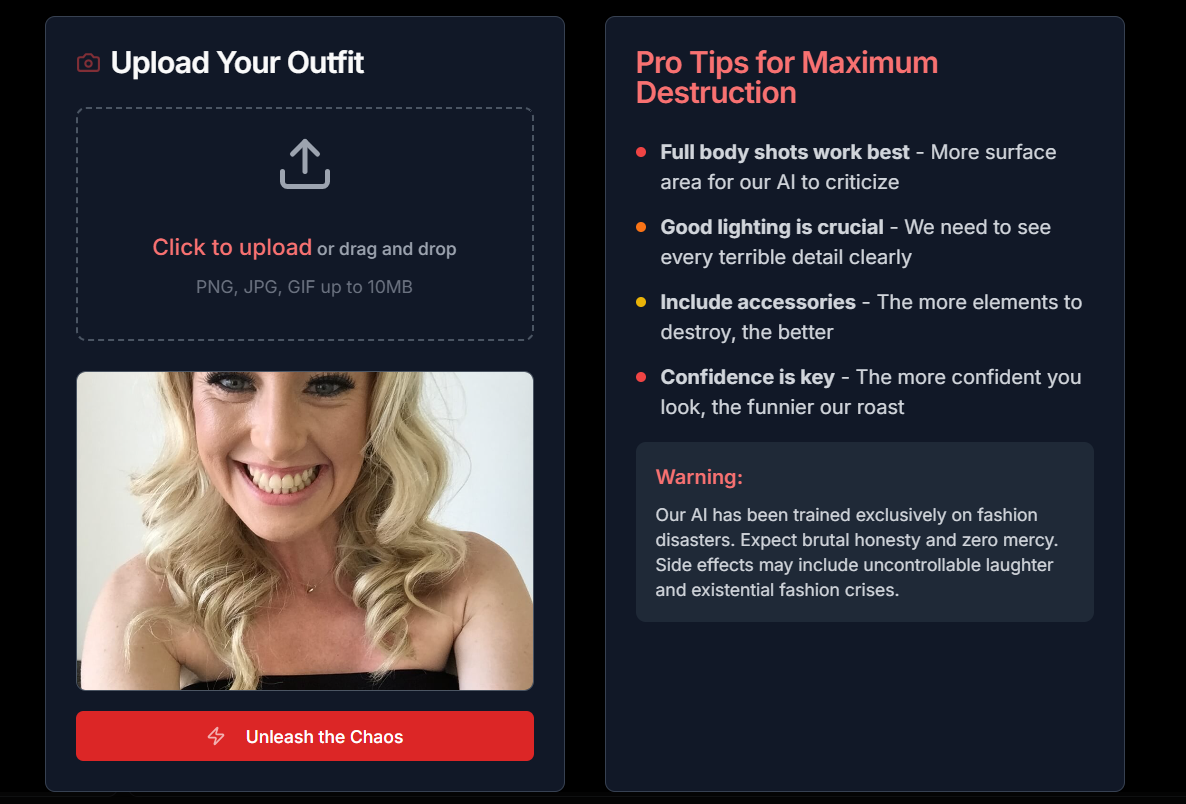 Upload Your Outfit
Click to upload or drag and drop
PNG, JPG, GIF up to 10MB
Unleash the Chaos
Pro Tips for Maximum
Destruction
Full body shots work best - More surface
area for our AI to criticize
Good lighting is crucial - We need to see
every terrible detail clearly
Include accessories - The more elements to
destroy, the better
Confidence is key - The more confident you
look, the funnier our roast
Warning:
Our AI has been trained exclusively on fashion
disasters. Expect brutal honesty and zero mercy.
Side effects may include uncontrollable laughter
and existential fashion crises.